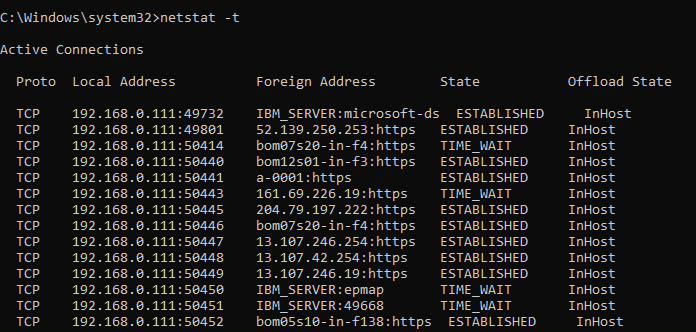 C:\Windows\system32>netstat -t
Active Connections
Proto  Local Address          Foreign Address        State           Offload State
TCP    192.168.0.111:49732    IBM_SERVER:microsoft-ds  ESTABLISHED     InHost
TCP    192.168.0.111:49801    52.139.250.253:https   ESTABLISHED     InHost
TCP    192.168.0.111:50414    bom07s20-in-f4:https   TIME_WAIT       InHost
TCP    192.168.0.111:50440    bom12s01-in-f3:https   ESTABLISHED     InHost
TCP    192.168.0.111:50441    a-0001:https           ESTABLISHED     InHost
TCP    192.168.0.111:50443    161.69.226.19:https    TIME_WAIT       InHost
TCP    192.168.0.111:50445    204.79.197.222:https   ESTABLISHED     InHost
TCP    192.168.0.111:50446    bom07s20-in-f4:https   ESTABLISHED     InHost
TCP    192.168.0.111:50447    13.107.246.254:https   ESTABLISHED     InHost
TCP    192.168.0.111:50448    13.107.42.254:https    ESTABLISHED     InHost
TCP    192.168.0.111:50449    13.107.246.19:https    ESTABLISHED     InHost
TCP    192.168.0.111:50450    IBM_SERVER:epmap       TIME_WAIT       InHost
TCP    192.168.0.111:50451    IBM_SERVER:49668       TIME_WAIT       InHost
TCP    192.168.0.111:50452    bom05s10-in-f138:https  ESTABLISHED     InHost